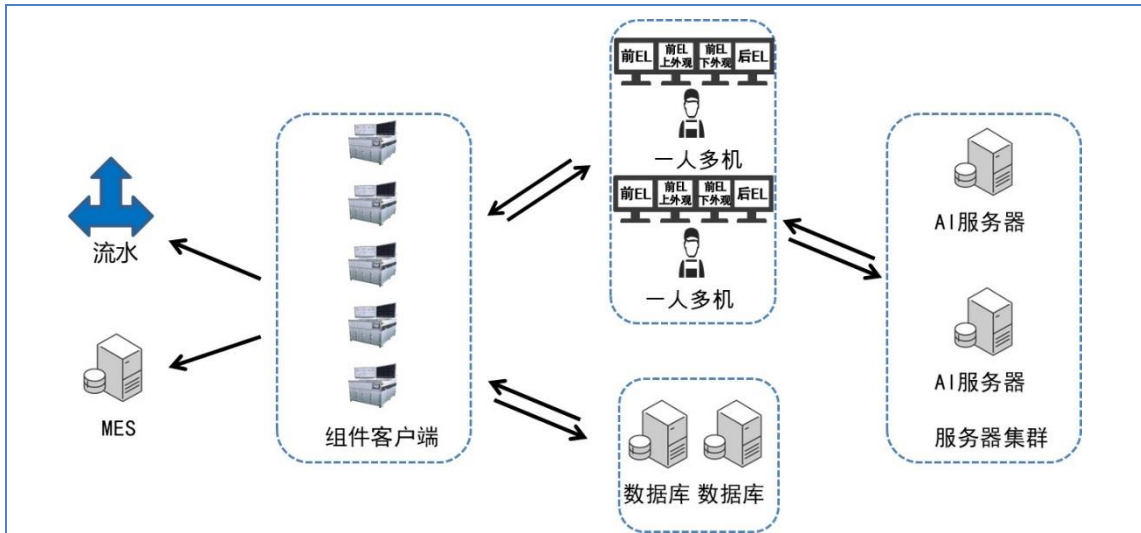 前EL
前EL
上外观
前EL
下外观
后EL
一人多机
前EL
前EL
上外观
前EL
下外观
后EL
一人多机
流水
MES
组件客户端
数据库 数据库
AI服务器
AI服务器
服务器集群